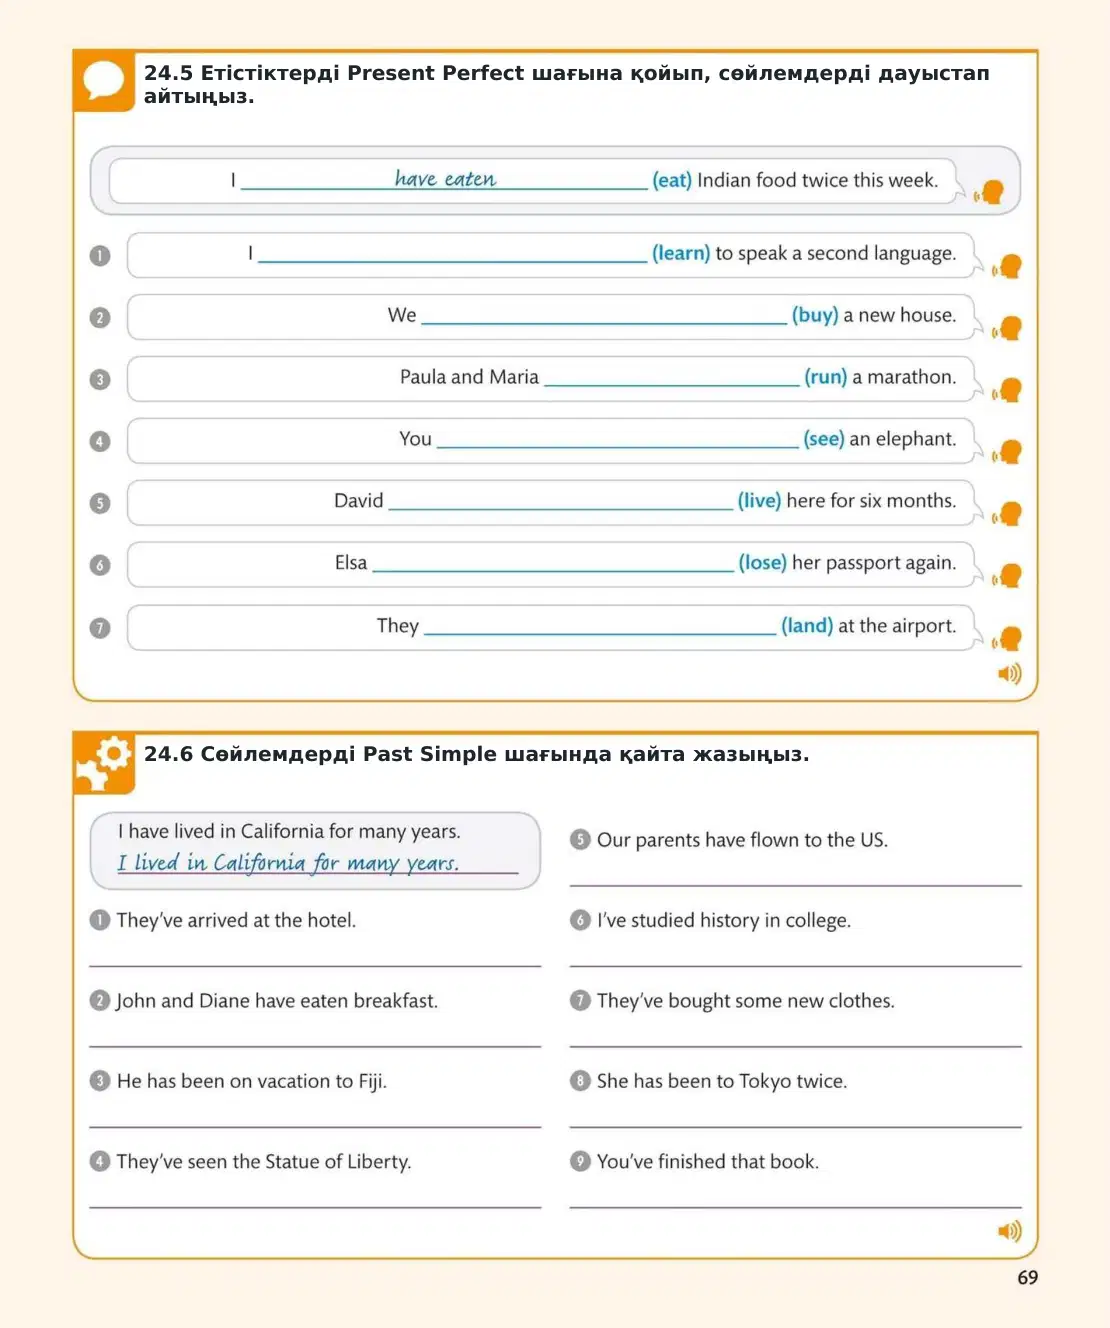 24.5 Етістіктерді Present Perfect шағына қойып, сөйлемдерді дауыстап
айтыңыз.
I have eaten (eat) Indian food twice this week.
1 I ____ (learn) to speak a second language.
2 We ____ (buy) a new house.
3 Paula and Maria ____ (run) a marathon.
4 You ____ (see) an elephant.
5 David ____ (live) here for six months.
6 Elsa ____ (lose) her passport again.
7 They ____ (land) at the airport.
24.6 Сөйлемдерді Past Simple шағында қайта жазыңыз.
I have lived in California for many years.
I lived in California for many years.
1 They’ve arrived at the hotel.
2 John and Diane have eaten breakfast.
3 He has been on vacation to Fiji.
4 They’ve seen the Statue of Liberty.
5 Our parents have flown to the US.
6 I’ve studied history in college.
7 They’ve bought some new clothes.
8 She has been to Tokyo twice.
9 You’ve finished that book.
69